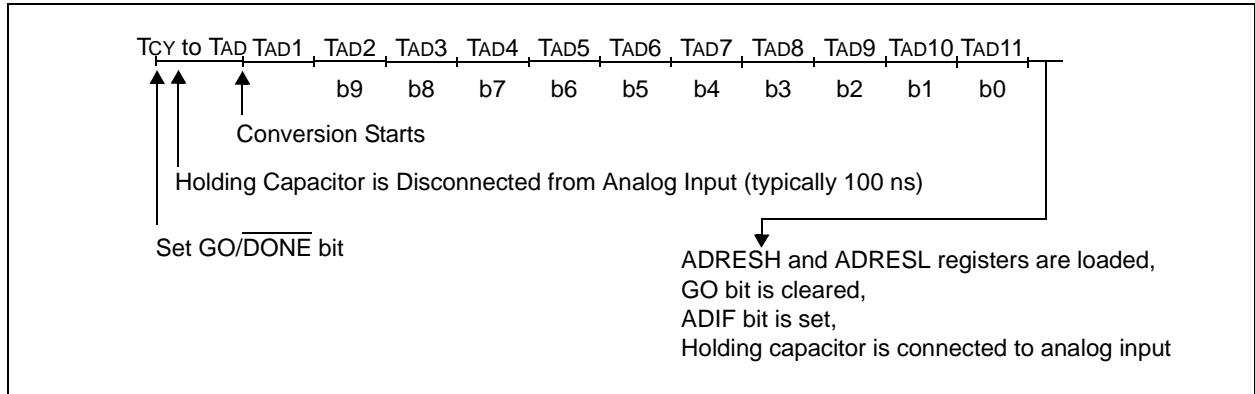 TCY to TAD TAD1 TAD2 TAD3 TAD4 TAD5 TAD6 TAD7 TAD8 TAD9 TAD10 TAD11
b9 b8 b7 b6 b5 b4 b3 b2 b1 b0
Conversion Starts
Holding Capacitor is Disconnected from Analog Input (typically 100 ns)
Set GO/DONE bit
ADRESH and ADRESL registers are loaded,
GO bit is cleared,
ADIF bit is set,
Holding capacitor is connected to analog input